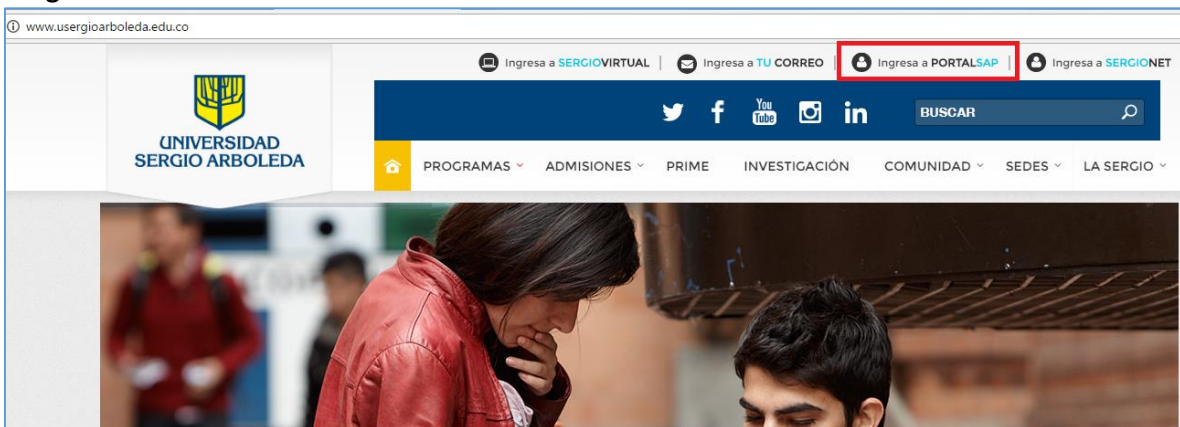 www.usergioarboleda.edu.co
Ingresa a SERGIOVIRTUAL | Ingresa a TU CORREO | Ingresa a PORTALSAP | Ingresa a SERGIONET
You
Tube
in
BUSCAR
UNIVERSIDAD
SERGIO ARBOLEDA
PROGRAMAS ADMISIONES PRIME INVESTIGACIÓN COMUNIDAD SEDES LA SERGIO